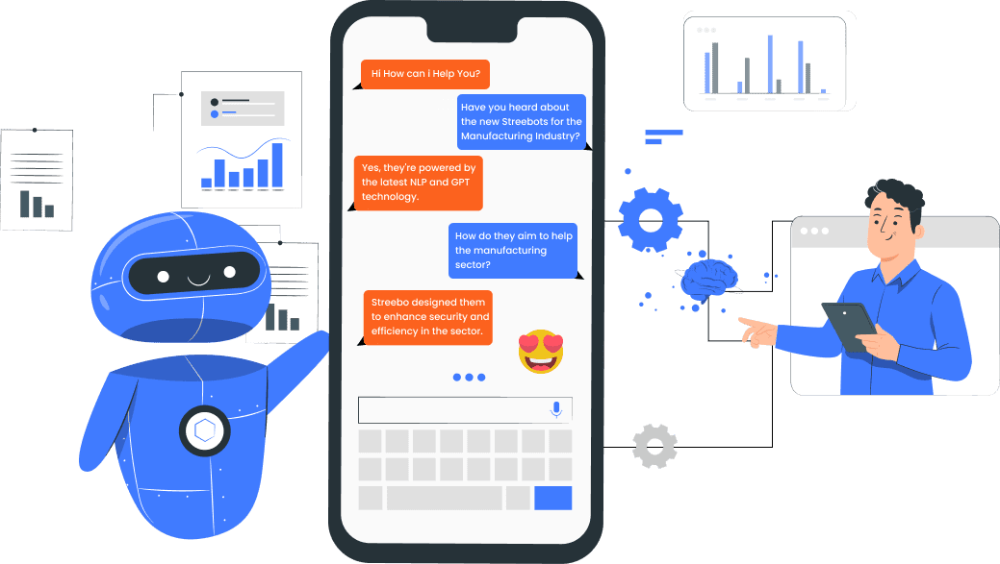 Hi How can i Help You?
Have you heard about
the new Streebots for the
Manufacturing Industry?
Yes, they're powered by
the latest NLP and GPT
technology.
How do they aim to help
the manufacturing
sector?
Streebo designed them
to enhance security and
efficiency in the sector.